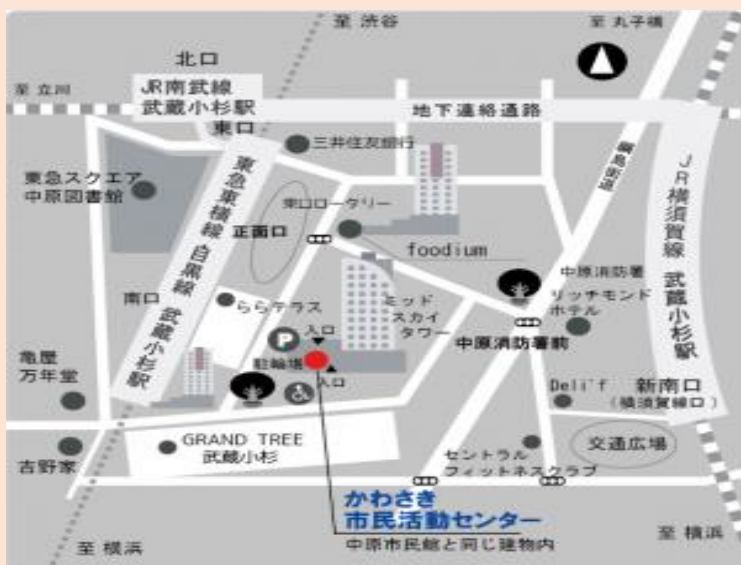 至 渋谷
至 丸子橋
北口
至 立川
JR南武線
武蔵小杉駅
東口
地下連絡通路
三井住友銀行
綱島街道
東急スクエア
中原図書館
東急東横線 目黒線 武蔵小杉駅
東口ロータリー
正面口
foodium
JR横須賀線 武蔵小杉駅
中原消防署
リッチモンド
ホテル
南口
ららテラス
ミッド
スカイ
タワー
P
入口
駐輪場
入口
中原消防署前
亀屋
万年堂
Deli'f
新南口
(横須賀線口)
GRAND TREE
武蔵小杉
セントラル
フィットネスクラブ
交通広場
吉野家
かわさき
市民活動センター
中原市民館と同じ建物内
至 横浜
至 横浜